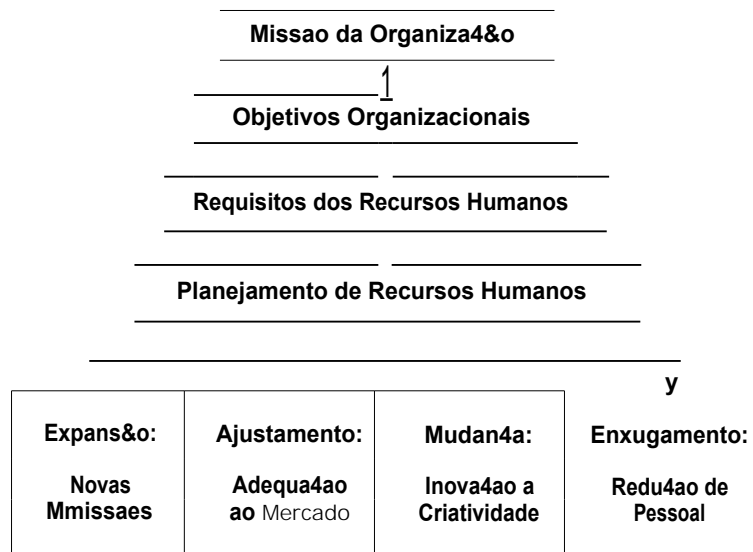 Missao da Organiza4&o
1
Objetivos Organizacionais
Requisitos dos Recursos Humanos
Planejamento de Recursos Humanos
y
Expans&o:
Novas
Mmissaes
Ajustamento:
Adequa4ao
ao Mercado
Mudan4a:
Inova4ao a
Criatividade
Enxugamento:
Redu4ao de
Pessoal